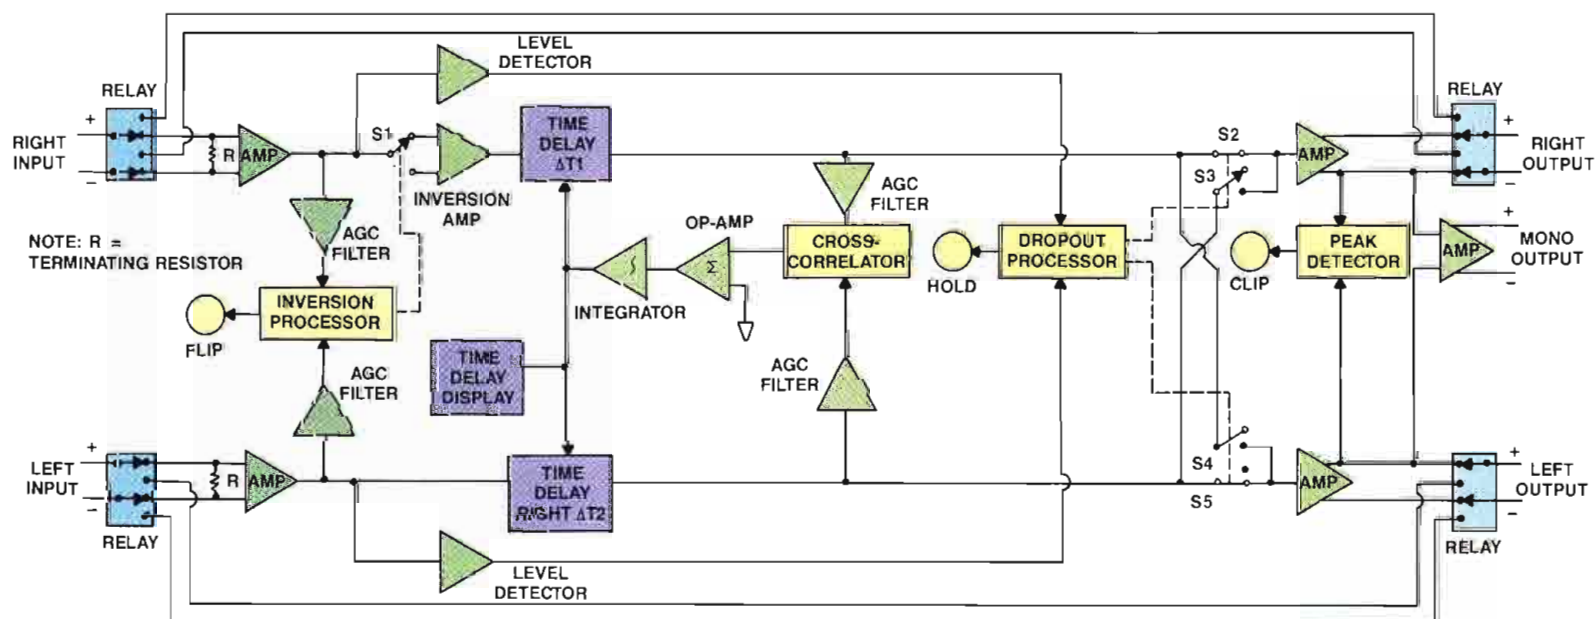 LEVEL
DETECTOR
RELAY
+
RIGHT
INPUT
–
R
AMP
S1
INVERSION
AMP
TIME
DELAY
ΔT1
AGC
FILTER
NOTE: R =
TERMINATING RESISTOR
INVERSION
PROCESSOR
FLIP
AGC
FILTER
TIME
DELAY
DISPLAY
INTEGRATOR
∫
OP-AMP
Σ
AGC
FILTER
CROSS-
CORRELATOR
AGC
FILTER
HOLD
DROPOUT
PROCESSOR
S2
S3
CLIP
PEAK
DETECTOR
AMP
RELAY
+
RIGHT
OUTPUT
–
AMP
+
MONO
OUTPUT
–
+
LEFT
INPUT
–
RELAY
R
AMP
TIME
DELAY
RIGHT ΔT2
LEVEL
DETECTOR
S4
S5
AMP
+
LEFT
OUTPUT
–
RELAY